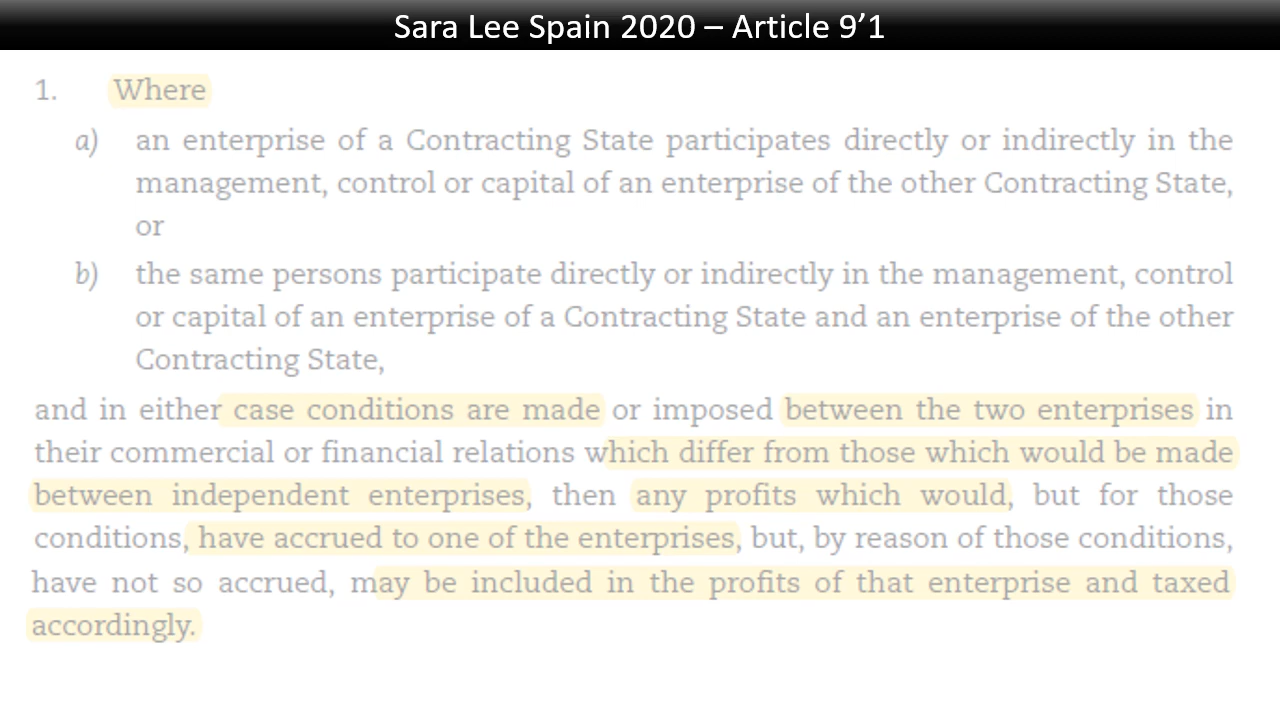 Sara Lee Spain 2020 – Article 9’1
1. Where
a) an enterprise of a Contracting State participates directly or indirectly in the
management, control or capital of an enterprise of the other Contracting State,
or
b) the same persons participate directly or indirectly in the management, control
or capital of an enterprise of a Contracting State and an enterprise of the other
Contracting State,
and in either case conditions are made or imposed between the two enterprises in
their commercial or financial relations which differ from those which would be made
between independent enterprises, then any profits which would, but for those
conditions, have accrued to one of the enterprises, but, by reason of those conditions,
have not so accrued, may be included in the profits of that enterprise and taxed
accordingly.